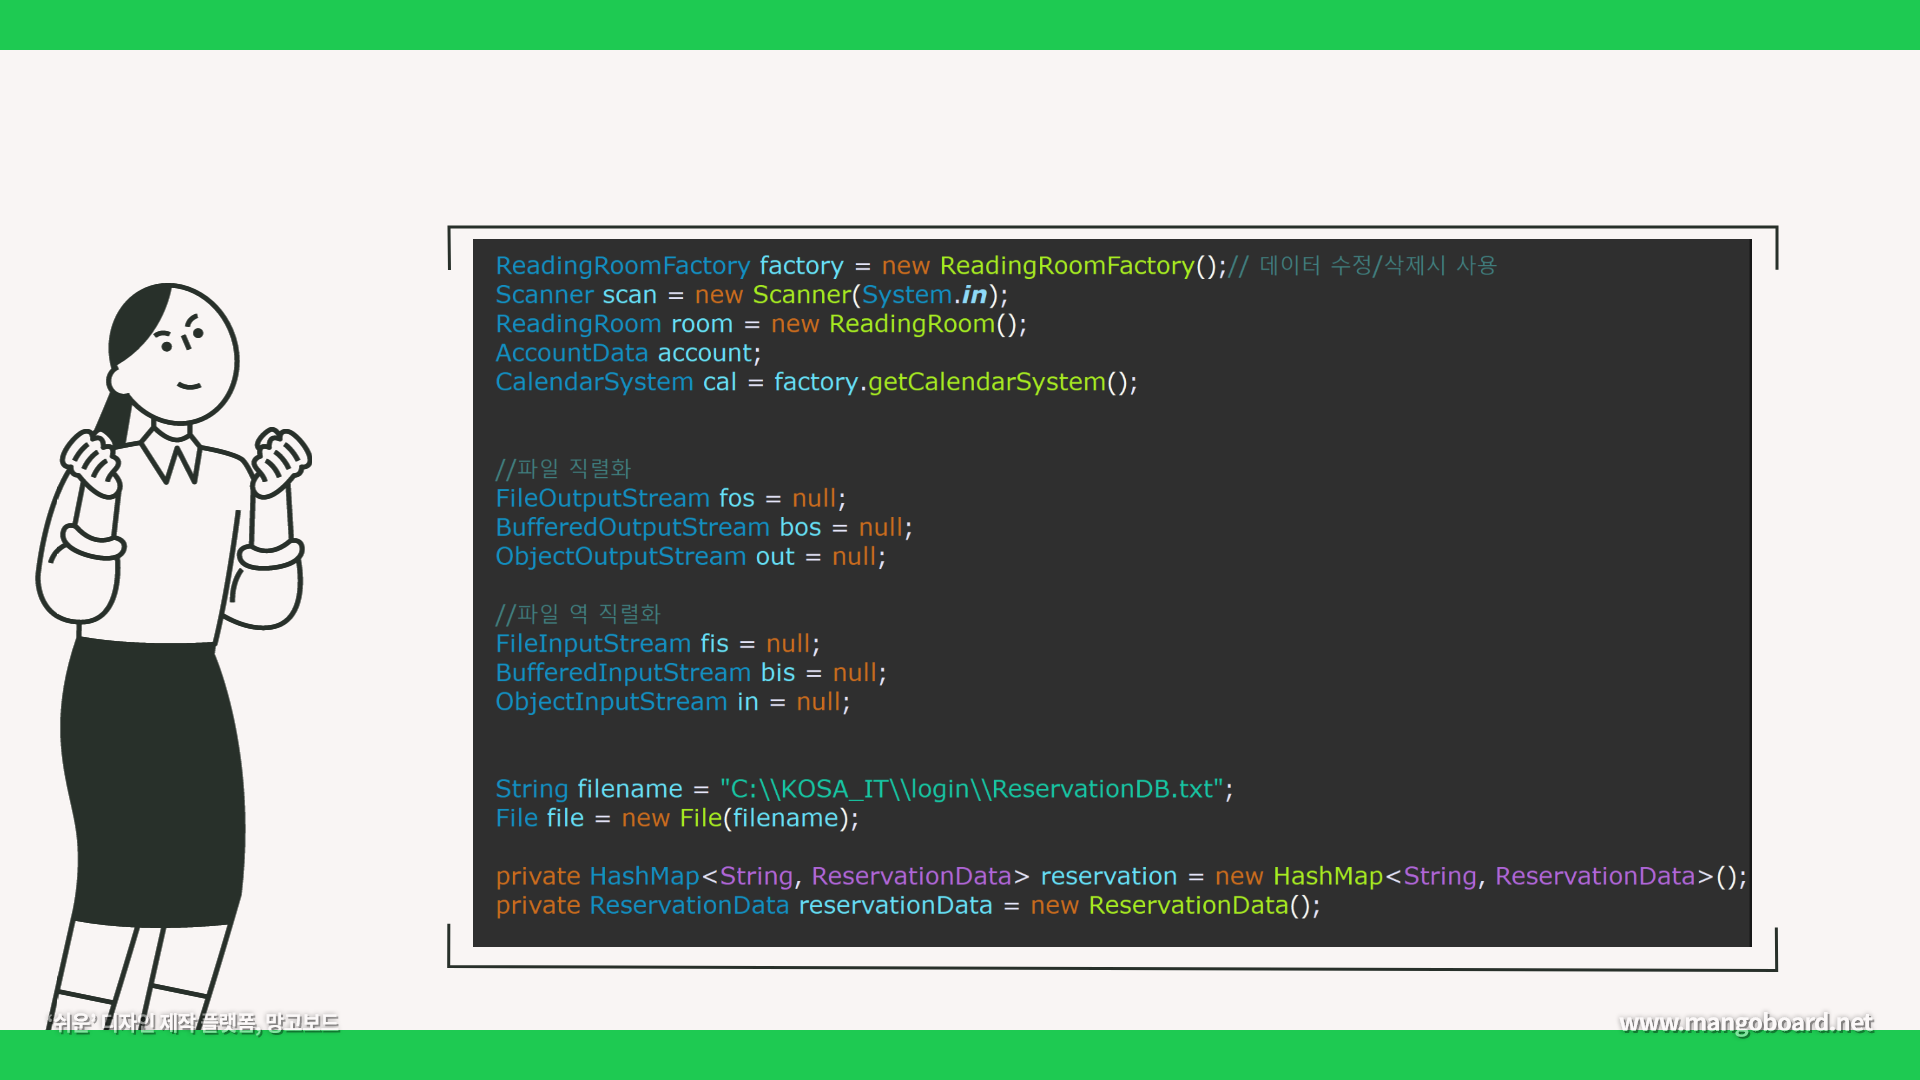 ReadingRoomFactory factory = new ReadingRoomFactory();// 데이터 수정/삭제시 사용
Scanner scan = new Scanner(System.in);
ReadingRoom room = new ReadingRoom();
AccountData account;
CalendarSystem cal = factory.getCalendarSystem();
//파일 직렬화
FileOutputStream fos = null;
BufferedOutputStream bos = null;
ObjectOutputStream out = null;
//파일 역 직렬화
FileInputStream fis = null;
BufferedInputStream bis = null;
ObjectInputStream in = null;
String filename = "C:\\KOSA_IT\\login\\ReservationDB.txt";
File file = new File(filename);
private HashMap<String, ReservationData> reservation = new HashMap<String, ReservationData>();
private ReservationData reservationData = new ReservationData();
'쉬운' 디자인 제작 플랫폼, 망고보드
www.mangoboard.net